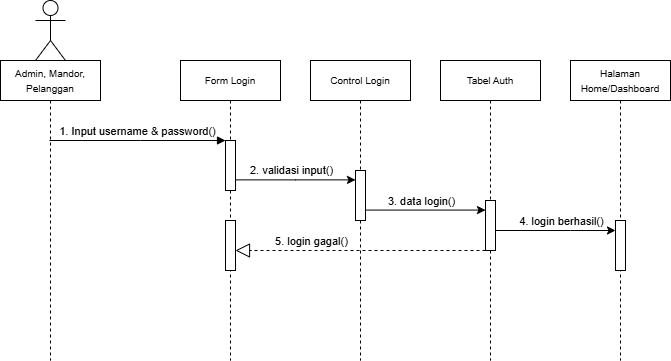 Admin, Mandor,
Pelanggan
Form Login
Control Login
Tabel Auth
Halaman
Home/Dashboard
1. Input username & password()
2. validasi input()
3. data login()
4. login berhasil()
5. login gagal()